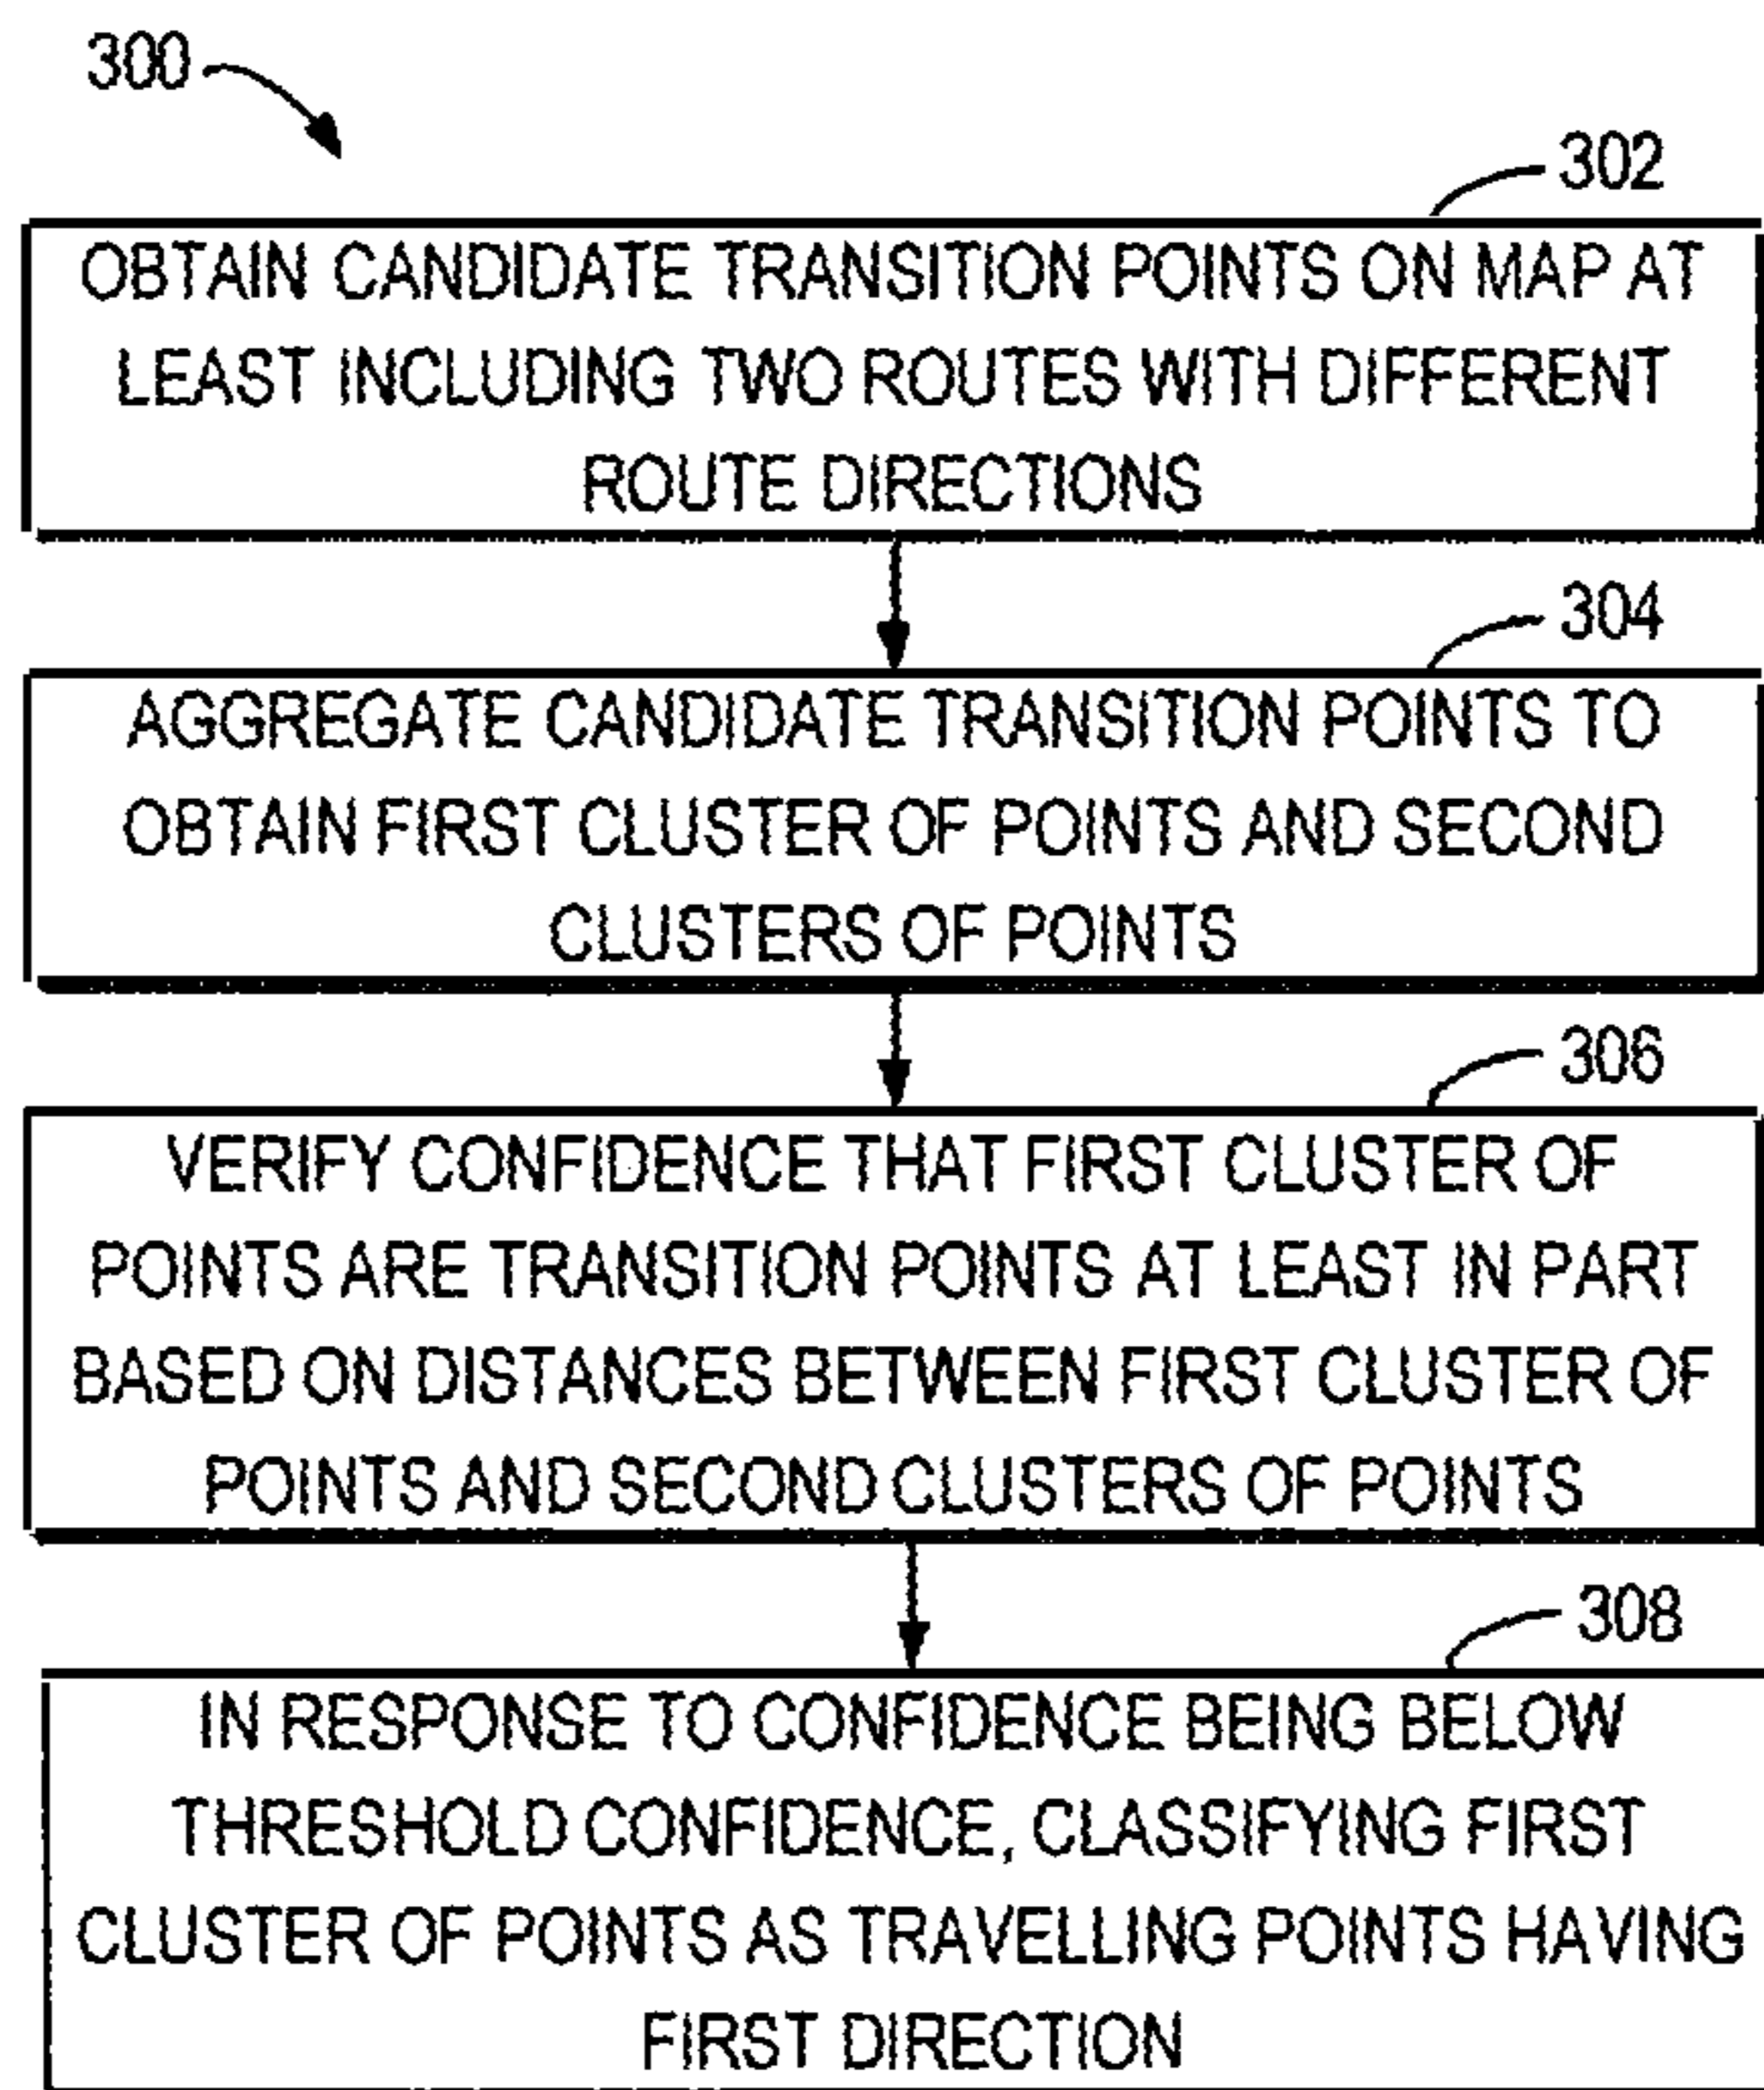 300
302
OBTAIN CANDIDATE TRANSITION POINTS ON MAP AT
LEAST INCLUDING TWO ROUTES WITH DIFFERENT
ROUTE DIRECTIONS
304
AGGREGATE CANDIDATE TRANSITION POINTS TO
OBTAIN FIRST CLUSTER OF POINTS AND SECOND
CLUSTERS OF POINTS
306
VERIFY CONFIDENCE THAT FIRST CLUSTER OF
POINTS ARE TRANSITION POINTS AT LEAST IN PART
BASED ON DISTANCES BETWEEN FIRST CLUSTER OF
POINTS AND SECOND CLUSTERS OF POINTS
308
IN RESPONSE TO CONFIDENCE BEING BELOW
THRESHOLD CONFIDENCE, CLASSIFYING FIRST
CLUSTER OF POINTS AS TRAVELLING POINTS HAVING
FIRST DIRECTION